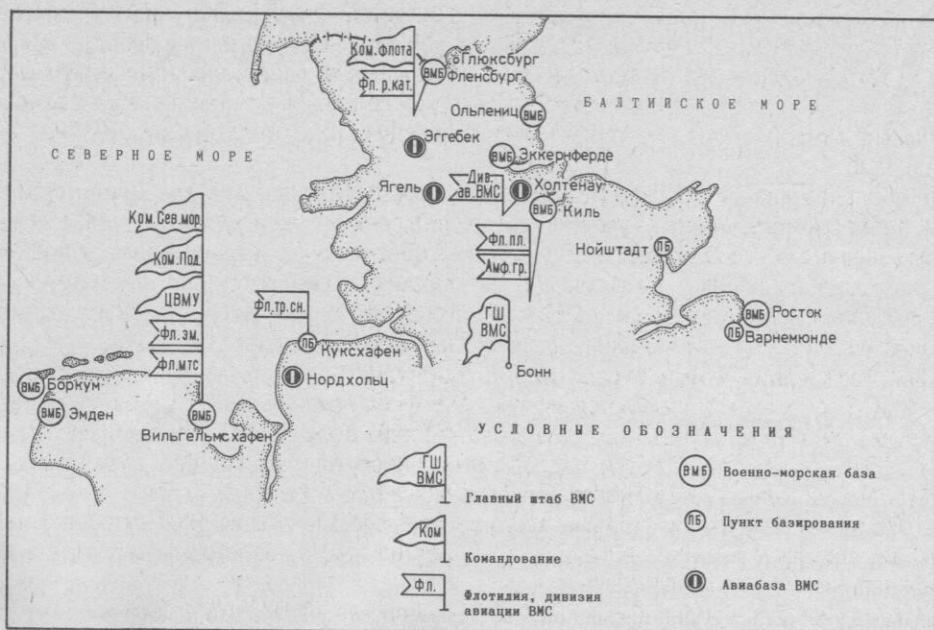 Ком. флота
Глюксбург
ВМБ
Фленсбург
Фл. р. кат.
Ольпениц
ВМБ
БАЛТИЙСКОЕ МОРЕ
Эггебек
СЕВЕРНОЕ МОРЕ
ВМБ
Эккернферде
Ягель
Див.
ав. ВМС
Холтенау
ВМБ
Киль
Ком. Сев. мор.
Ком. Под.
ЦВМУ
Фл. эм.
Фл. мтс
Фл. пл.
Амф. гр.
Нойштадт
ПБ
Фл. тр. сн.
ПБ
Куксхафен
ГШ
ВМС
Бонн
ВМБ
Росток
ПБ
Варнемюнде
Нордхольц
ВМБ
Боркум
ВМБ
Эмден
ВМБ
Вильгельмсхафен
УСЛОВНЫЕ ОБОЗНАЧЕНИЯ
ГШ
ВМС
Главный штаб ВМС
Ком
Командование
Фл.
Флотилия, дивизия
авиации ВМС
ВМБ
Военно-морская база
ПБ
Пункт базирования
Авиабаза ВМС